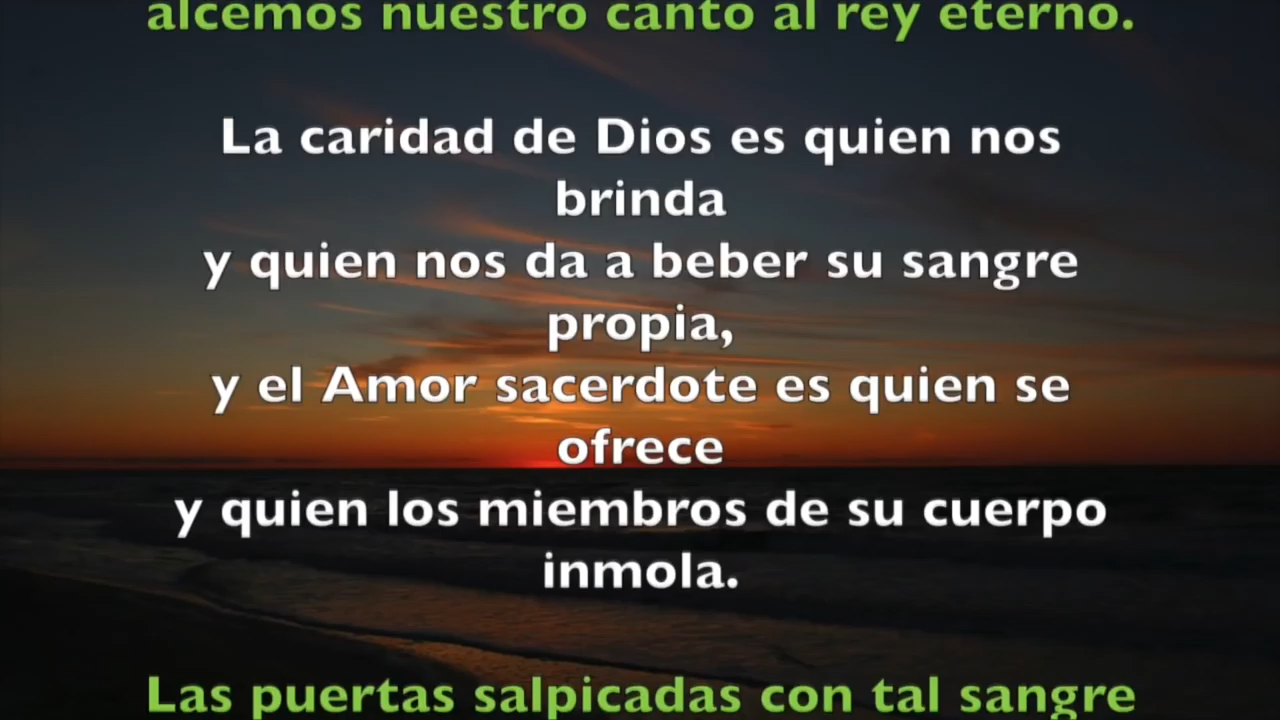 alcemos nuestro canto al rey eterno.
La caridad de Dios es quien nos
brinda
y quien nos da a beber su sangre
propia,
y el Amor sacerdote es quien se
ofrece
y quien los miembros de su cuerpo
inmola.
Las puertas salpicadas con tal sangre